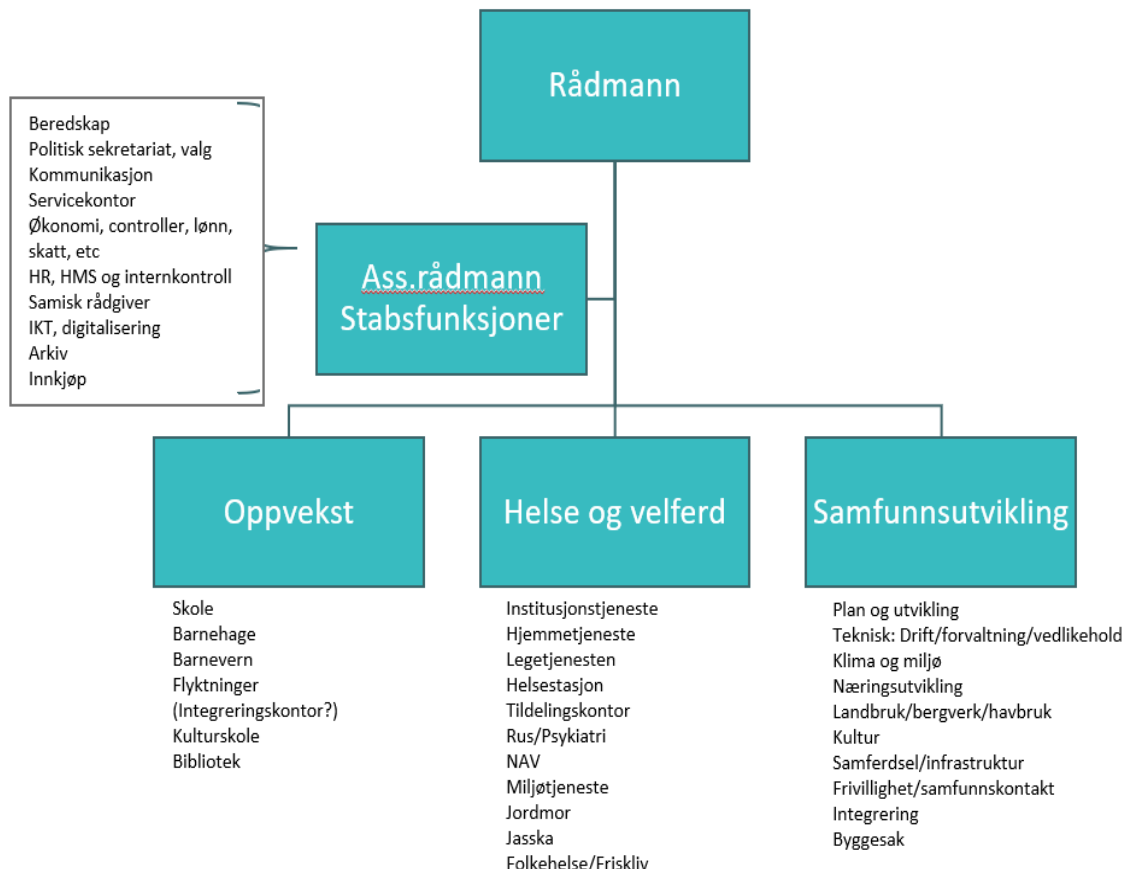 Rådmann
Beredskap
Politisk sekretariat, valg
Kommunikasjon
Servicekontor
Økonomi, controller, lønn,
skatt, etc
HR, HMS og internkontroll
Samisk rådgiver
IKT, digitalisering
Arkiv
Innkjøp
Ass.rådmann
Stabsfunksjoner
Oppvekst
Skole
Barnehage
Barnevern
Flyktninger
(Integreringskontor?)
Kulturskole
Bibliotek
Helse og velferd
Institusjonstjeneste
Hjemmetjeneste
Legetjenesten
Helsestasjon
Tildelingskontor
Rus/Psykiatri
NAV
Miljøtjeneste
Jordmor
Jasska
Folkehelse/Friskliv
Samfunnsutvikling
Plan og utvikling
Teknisk: Drift/forvaltning/vedlikehold
Klima og miljø
Næringsutvikling
Landbruk/bergverk/havbruk
Kultur
Samferdsel/infrastruktur
Frivillighet/samfunnskontakt
Integrering
Byggesak